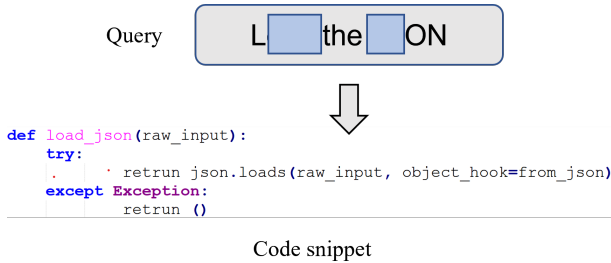 Query
L the ON
def load_json(raw_input):
try:
retrun json.loads(raw_input, object_hook=from_json)
except Exception:
retrun ()
Code snippet